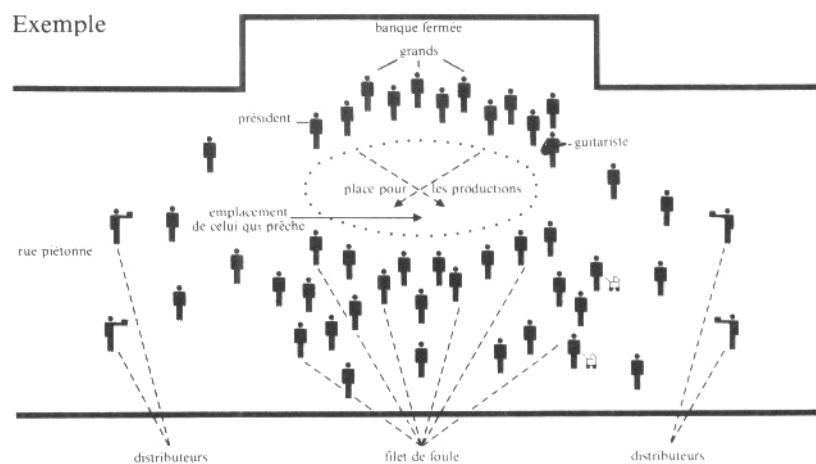 Exemple
banque fermée
grands
président
guitariste
place pour les productions
emplacement
de celui qui prêche
rue piétonne
distributeurs
filet de foule
distributeurs